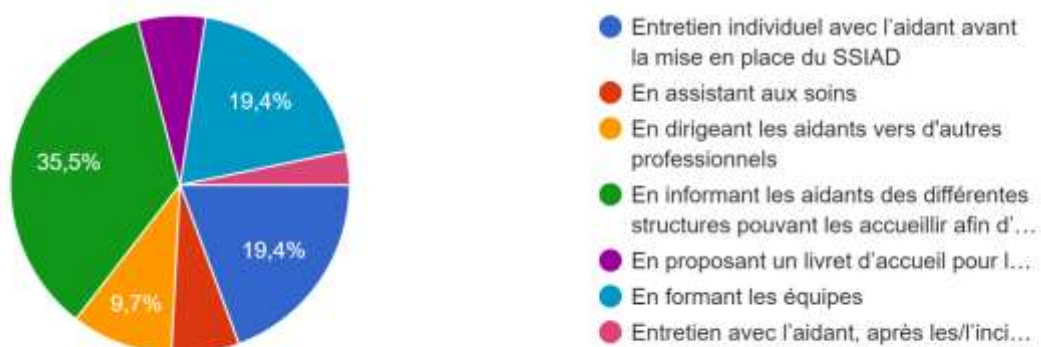 19,4%
35,5%
19,4%
9,7%
Entretien individuel avec l'aidant avant
la mise en place du SSIAD
En assistant aux soins
En dirigeant les aidants vers d'autres
professionnels
En informant les aidants des différentes
structures pouvant les accueillir afin d'…
En proposant un livret d'accueil pour l…
En formant les équipes
Entretien avec l'aidant, après les/l'inci…